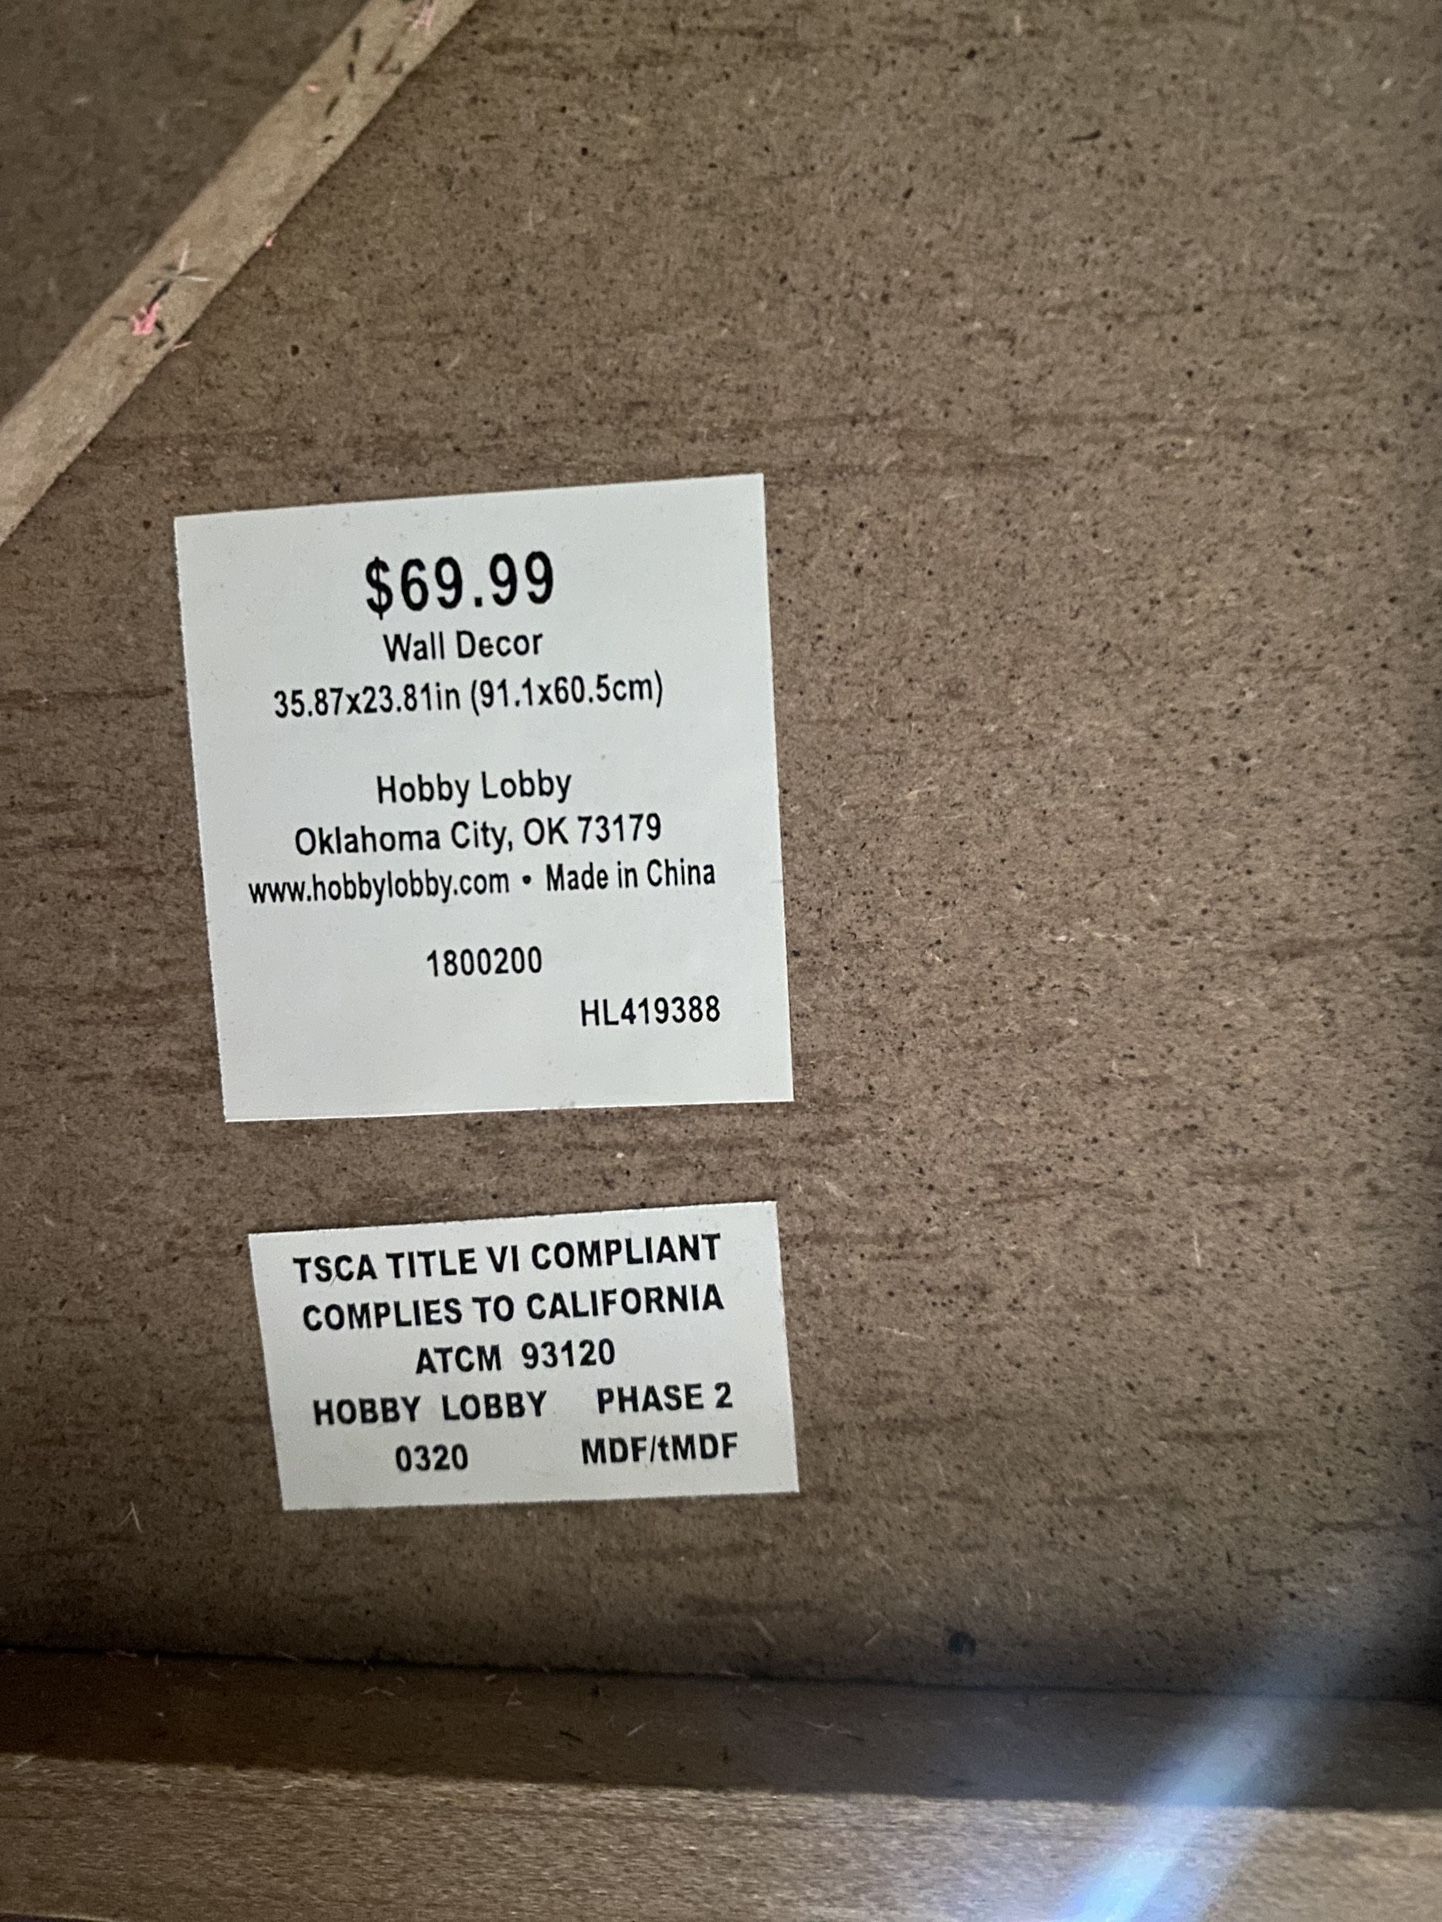 $69.99
Wall Decor
35.87x23.81in (91.1x60.5cm)
Hobby Lobby
Oklahoma City, OK 73179
www.hobbylobby.com • Made in China
1800200
HL419388
TSCA TITLE VI COMPLIANT
COMPLIES TO CALIFORNIA
ATCM 93120
HOBBY LOBBY PHASE 2
0320 MDF/tMDF